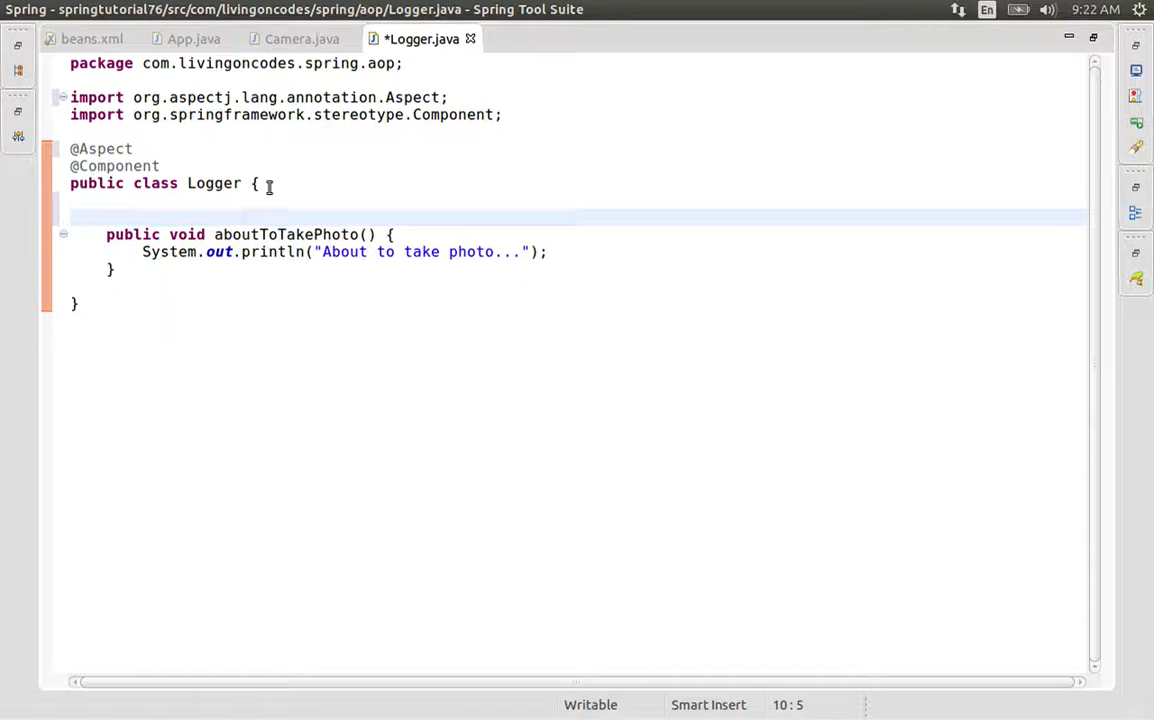 Spring - springtutorial76/src/com/livingoncodes/spring/aop/Logger.java - Spring Tool Suite
En
9:22 AM
beans.xml
App.java
Camera.java
*Logger.java
package com.livingoncodes.spring.aop;
import org.aspectj.lang.annotation.Aspect;
import org.springframework.stereotype.Component;
@Aspect
@Component
public class Logger {
public void aboutToTakePhoto() {
System.out.println("About to take photo...");
}
}
Writable
Smart Insert
10 : 5